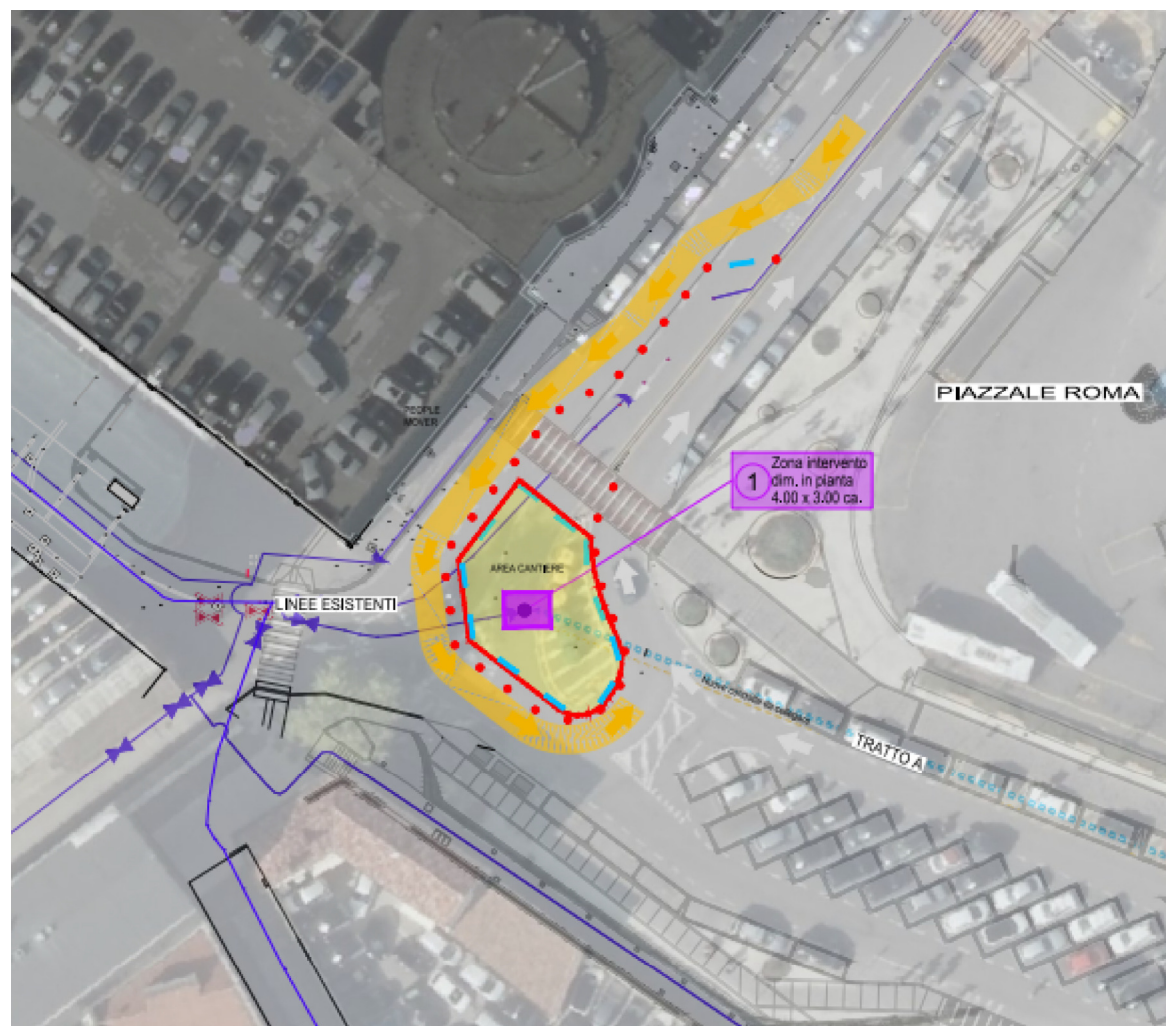 PIAZZALE ROMA
PEOPLE
MOVER
1
Zona intervento
dim. in pianta
4.00 x 3.00 ca.
AREA CANTIERE
LINEE ESISTENTI
TRATTO A